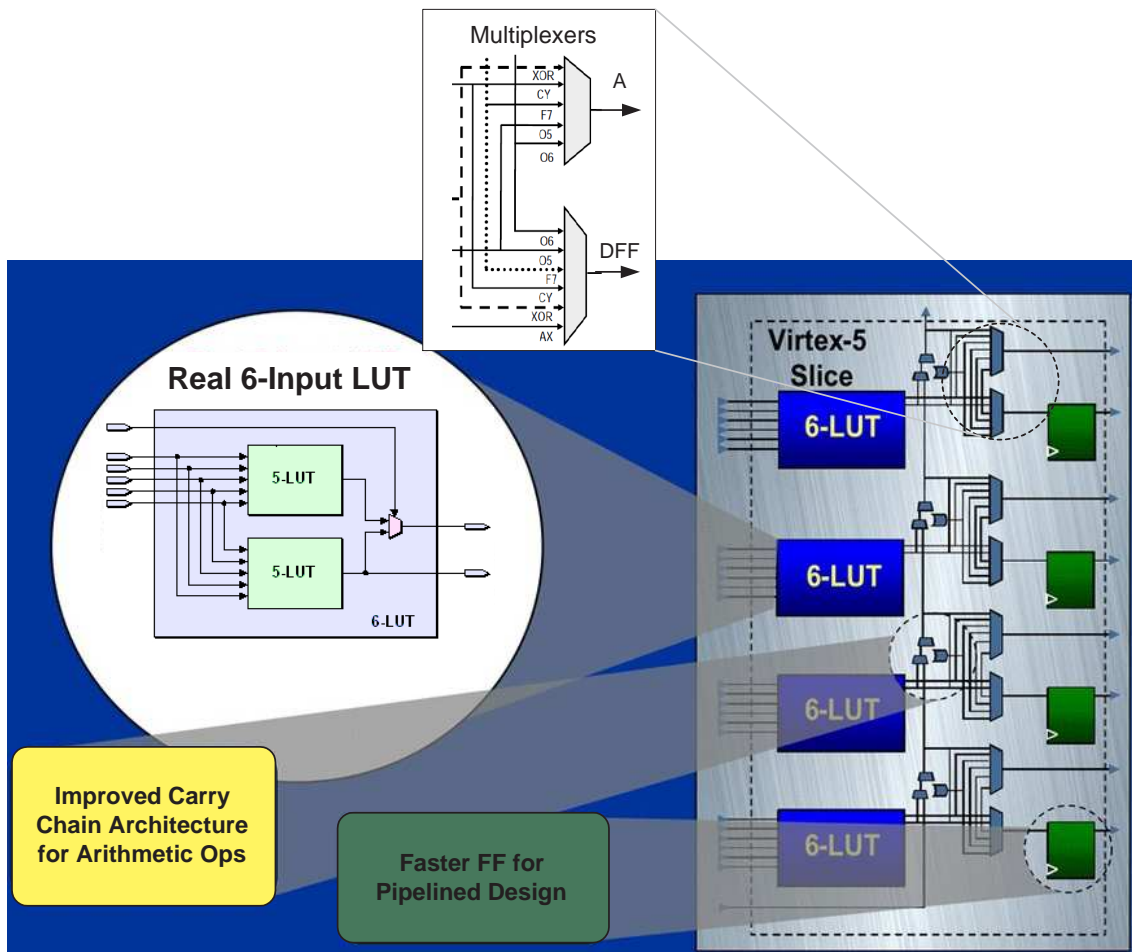 Multiplexers
XOR
CY
F7
O5
O6
A
O6
O5
F7
CY
XOR
AX
DFF
Real 6-Input LUT
5-LUT
5-LUT
6-LUT
Virtex-5
Slice
6-LUT
6-LUT
6-LUT
6-LUT
Improved Carry
Chain Architecture
for Arithmetic Ops
Faster FF for
Pipelined Design